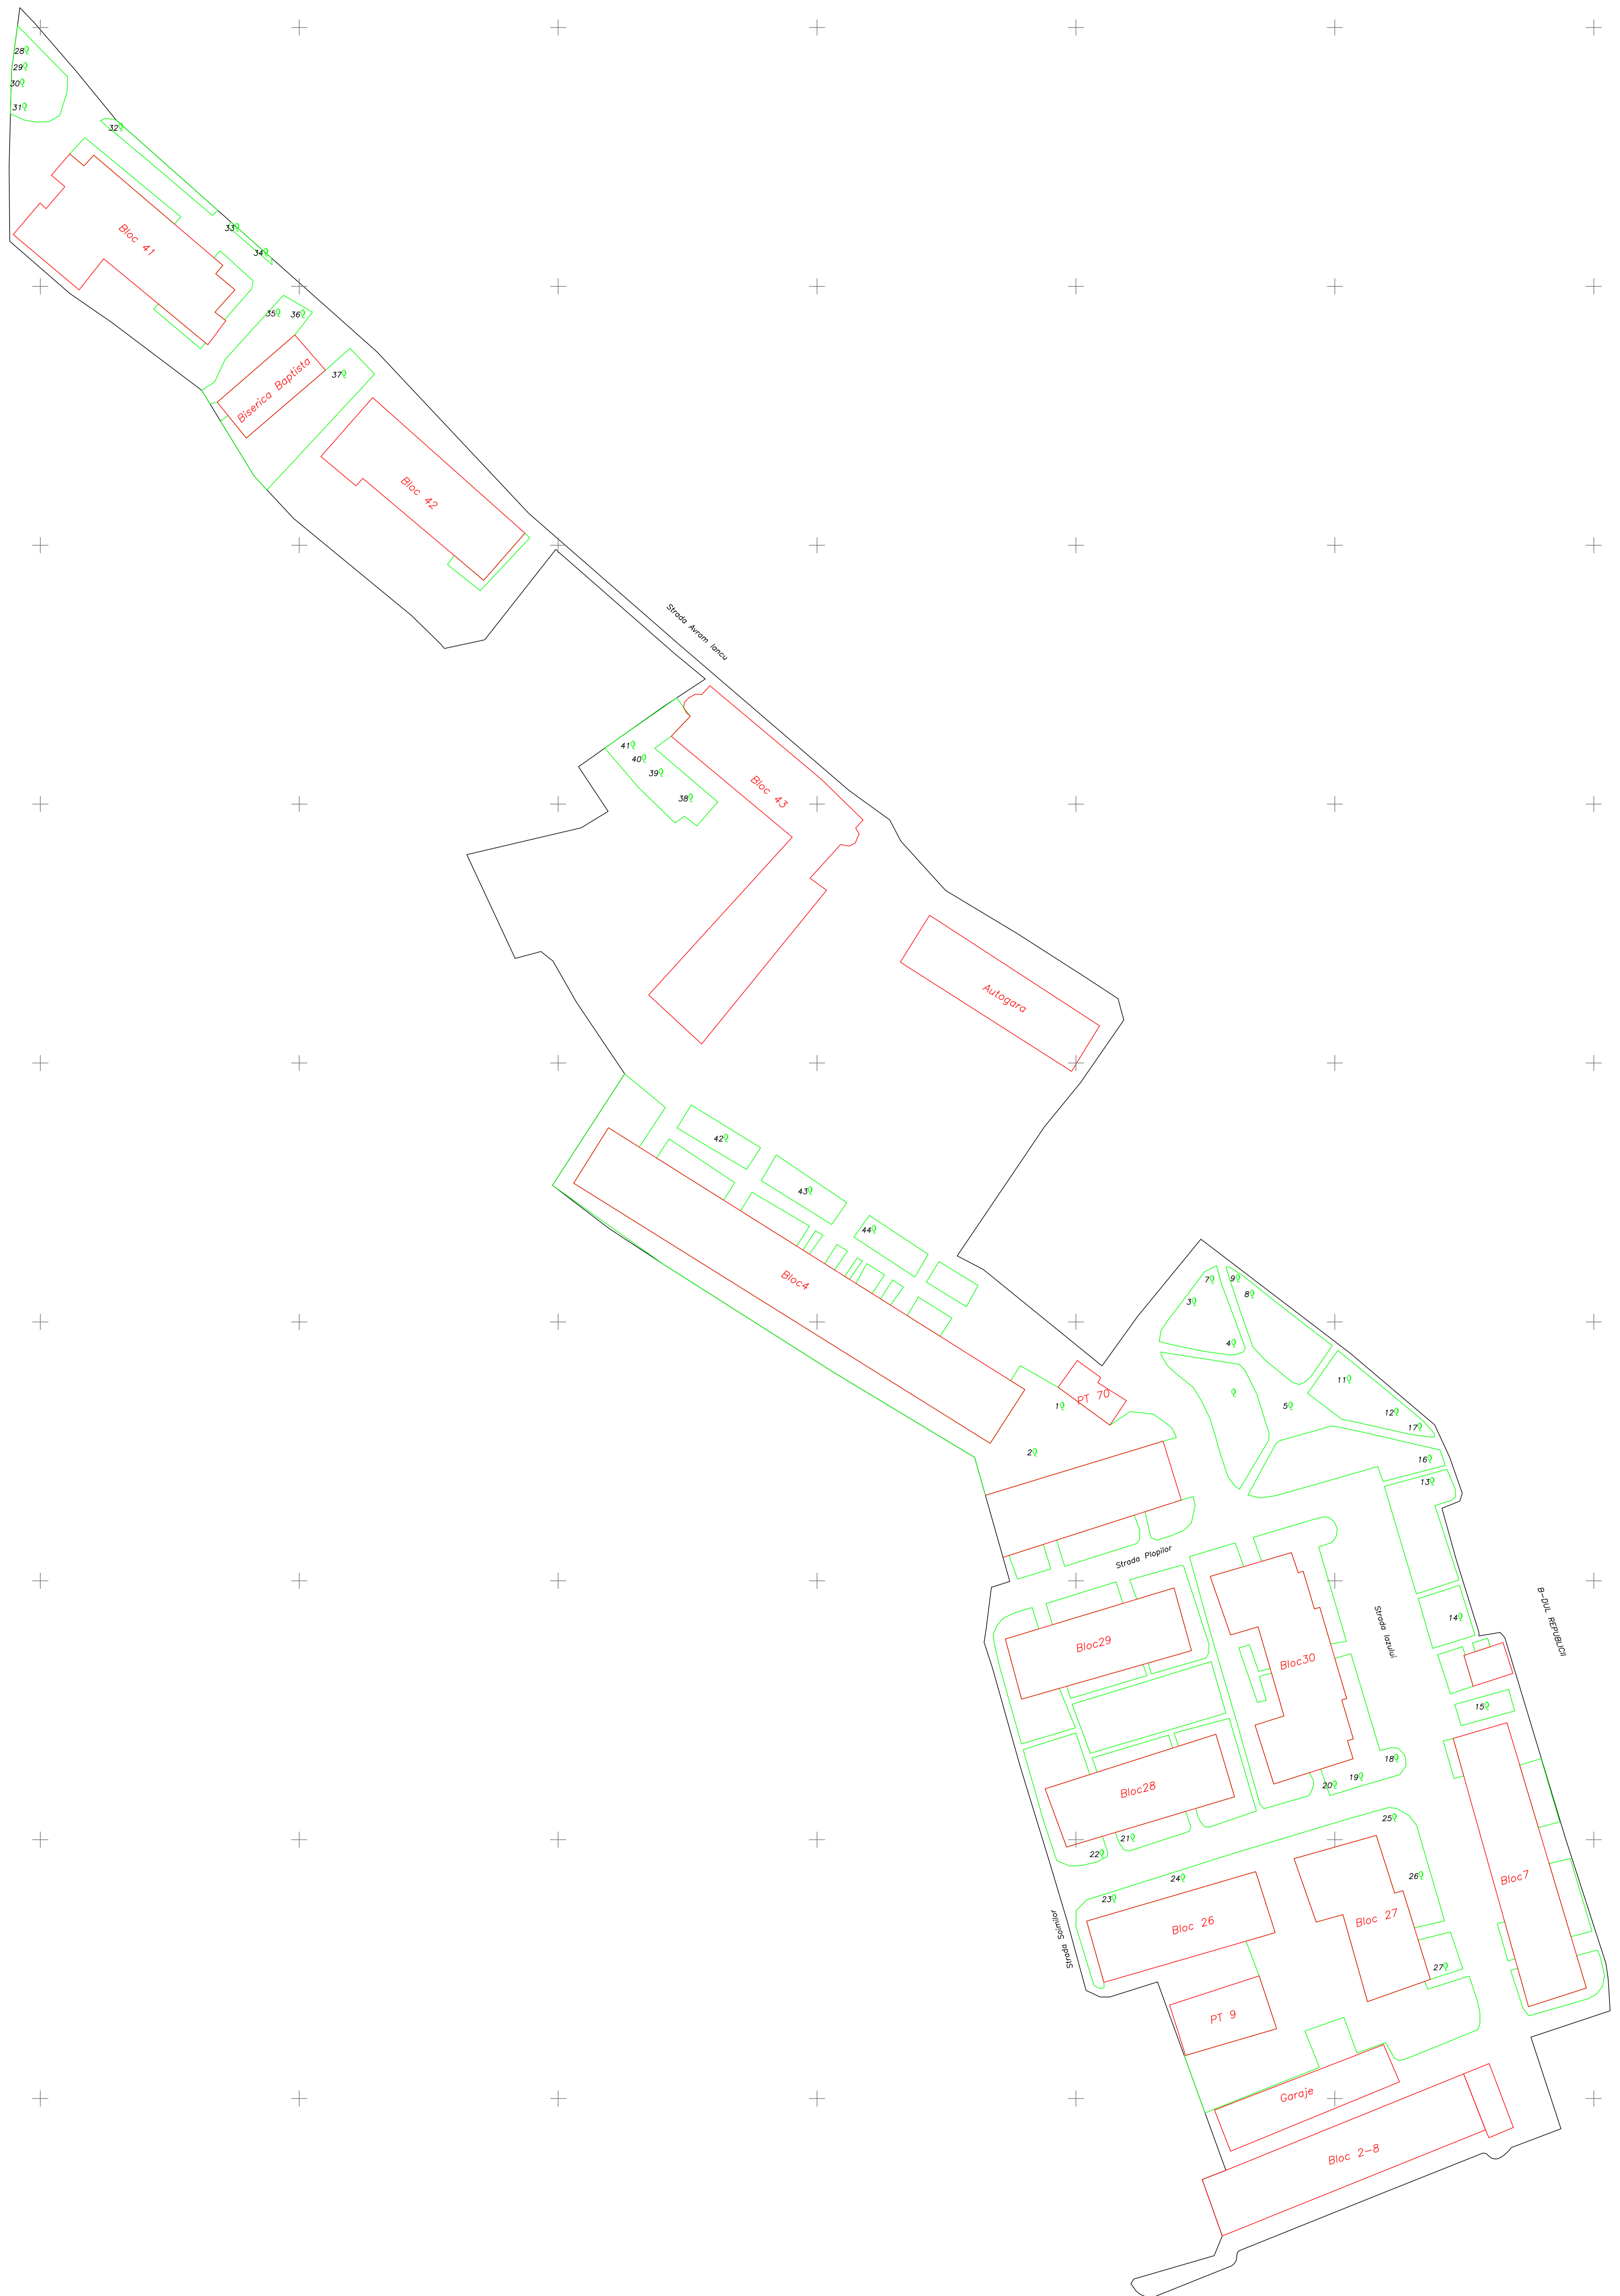 28
29
30
31
32
Bloc 41
33
34
35
36
Biserica Baptista
37
Bloc 42
Strada Avram Iancu
41
40
39
38
Bloc 43
Autogara
42
43
44
Bloc4
7
9
8
3
4
11
5
12
17
PT 70
1
2
16
13
Strada Plopilor
B-DUL REPUBLICII
14
Strada Iazului
Bloc29
Bloc30
15
18
19
20
Bloc28
25
21
22
24
26
Bloc7
23
Bloc 26
Bloc 27
Strada Soimilor
27
PT 9
Garaje
Bloc 2-8